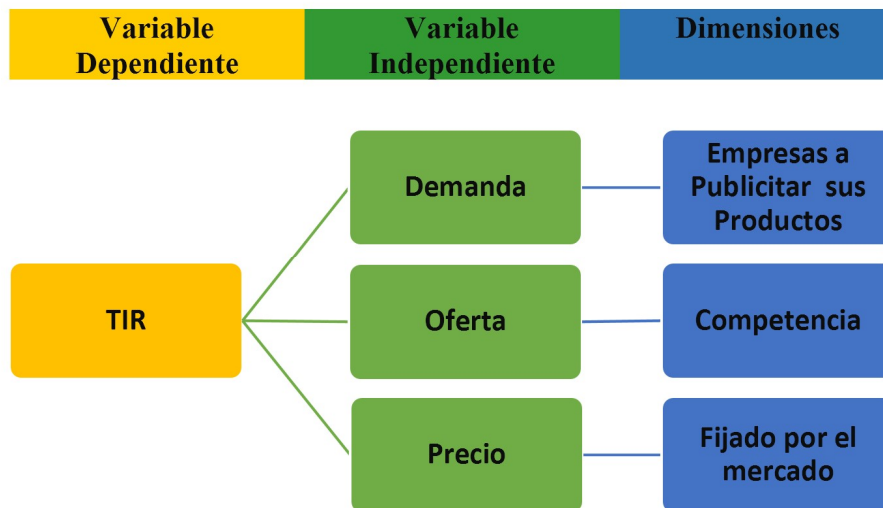 Variable
Dependiente
Variable
Independiente
Dimensiones
TIR
Demanda
Oferta
Precio
Empresas a
Publicitar sus
Productos
Competencia
Fijado por el
mercado